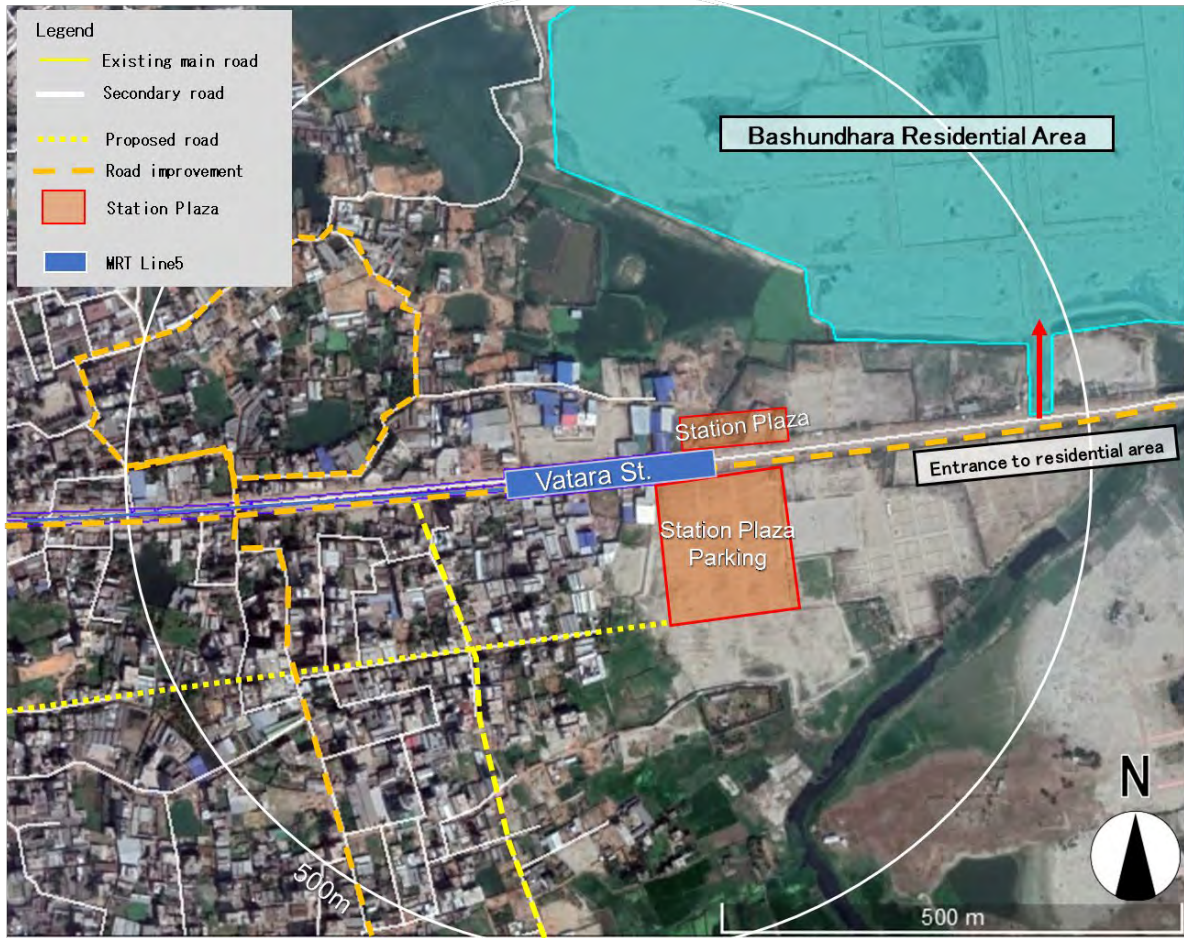 Legend
Existing main road
Secondary road
Proposed road
Road improvement
Station Plaza
MRT Line5
Bashundhara Residential Area
Station Plaza
Entrance to residential area
Vatara St.
Station Plaza
Parking
500m
N
500 m